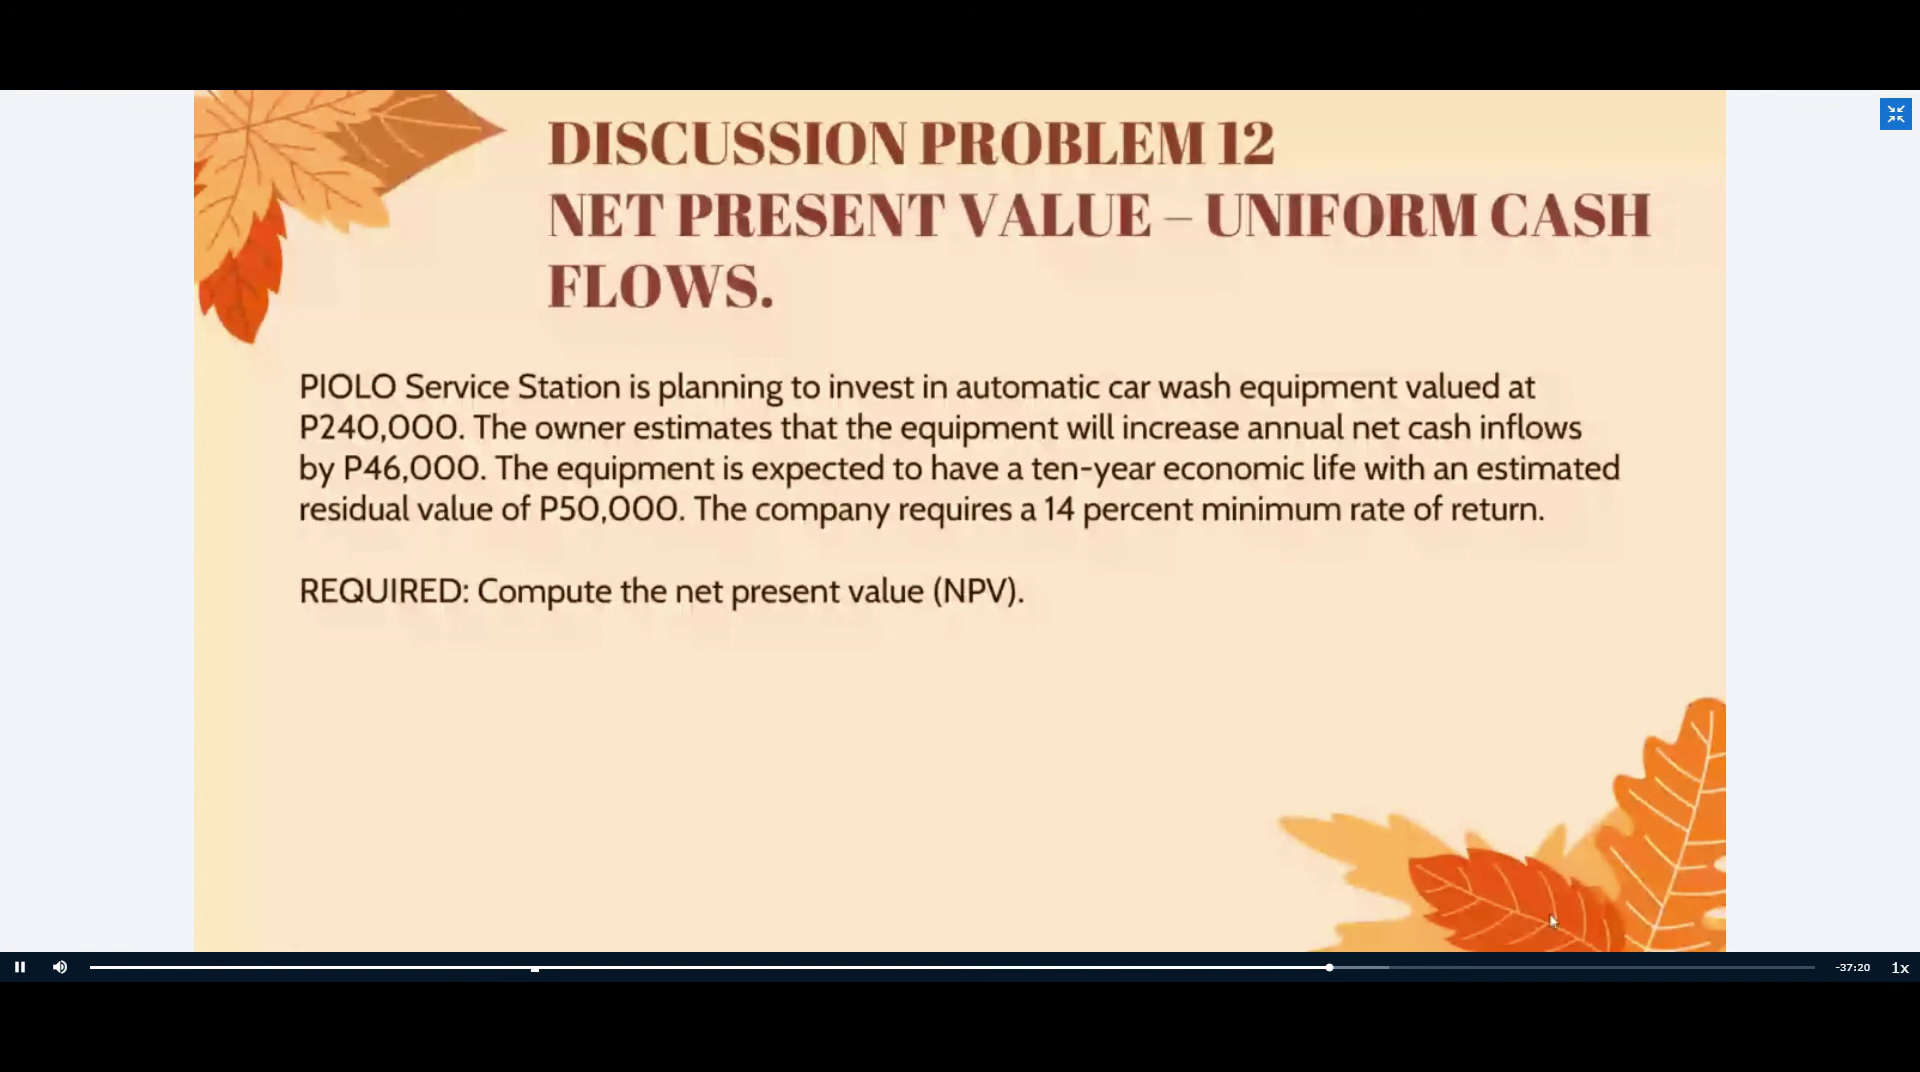 DISCUSSION PROBLEM 12
NET PRESENT VALUE – UNIFORM CASH
FLOWS.
PIOLO Service Station is planning to invest in automatic car wash equipment valued at
P240,000. The owner estimates that the equipment will increase annual net cash inflows
by P46,000. The equipment is expected to have a ten-year economic life with an estimated
residual value of P50,000. The company requires a 14 percent minimum rate of return.
REQUIRED: Compute the net present value (NPV).
-37:20
1x